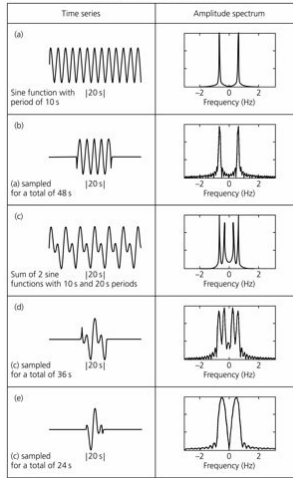 Time series
Amplitude spectrum
(a)
Sine function with
period of 10 s
|20 s|
−2 0 2
Frequency (Hz)
(b)
(a) sampled
for a total of 48 s
|20 s|
−2 0 2
Frequency (Hz)
(c)
|20 s|
Sum of 2 sine
functions with 10 s and 20 s periods
−2 0 2
Frequency (Hz)
(d)
(c) sampled
for a total of 36 s
|20 s|
−2 0 2
Frequency (Hz)
(e)
(c) sampled
for a total of 24 s
|20 s|
−2 0 2
Frequency (Hz)